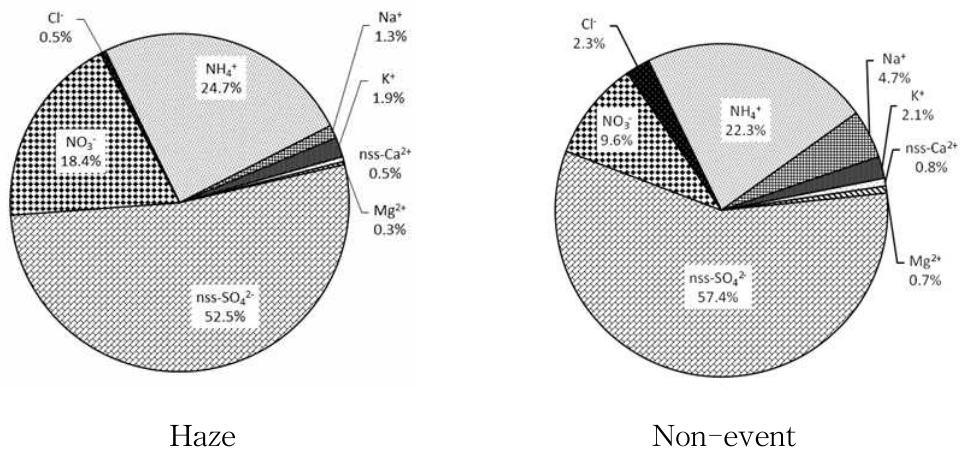 Cl⁻
0.5%
Na⁺
1.3%
NH₄⁺
24.7%
K⁺
1.9%
NO₃⁻
18.4%
nss-Ca²⁺
0.5%
Mg²⁺
0.3%
nss-SO₄²⁻
52.5%
Haze
Cl⁻
2.3%
Na⁺
4.7%
NH₄⁺
22.3%
K⁺
2.1%
NO₃⁻
9.6%
nss-Ca²⁺
0.8%
Mg²⁺
0.7%
nss-SO₄²⁻
57.4%
Non-event